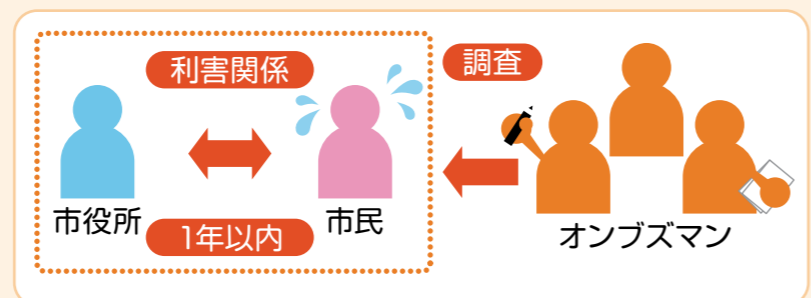 利害関係
調査
市役所
市民
1年以内
オンブズマン